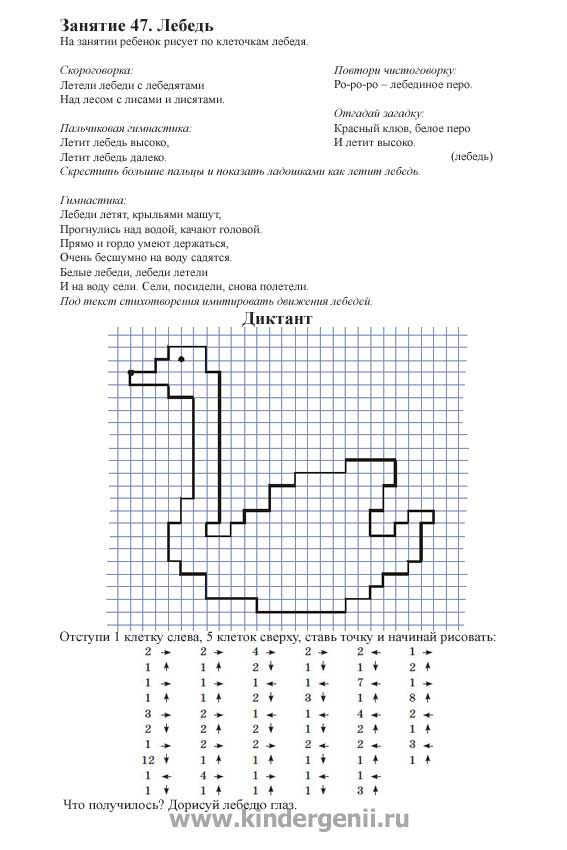 Занятие 47. Лебедь
На занятии ребенок рисует по клеточкам лебедя.
Скороговорка:
Летели лебеди с лебедятами
Над лесом с лисами и лисятами.
Повтори чистоговорку:
Ро-ро-ро – лебединое перо.
Отгадай загадку:
Красный клюв, белое перо
И летит высоко.
(лебедь)
Пальчиковая гимнастика:
Летит лебедь высоко,
Летит лебедь далеко.
Скрестить большие пальцы и показать ладошками как летит лебедь.
Гимнастика:
Лебеди летят, крыльями машут,
Прогнулись над водой, качают головой.
Прямо и гордо умеют держаться,
Очень бесшумно на воду садятся.
Белые лебеди, лебеди летели
И на воду сели. Сели, посидели, снова полетели.
Под текст стихотворения имитировать движения лебедей.
Диктант
Отступи 1 клетку слева, 5 клеток сверху, ставь точку и начинай рисовать:
2 → 2 → 4 → 2 → 2 ← 1 →
1 ↑ 1 ↑ 2 ↓ 1 ↓ 1 ↓ 2 ↑
1 → 1 → 1 ← 1 ← 7 ← 1 →
1 ↑ 1 ↑ 2 ↓ 3 ↓ 1 ↑ 8 ↑
3 → 2 → 1 ← 1 ← 4 ← 2 ←
2 ↓ 2 ↑ 2 ↓ 1 ↓ 2 ↑ 1 ↑
1 → 2 → 2 → 2 ← 2 ← 3 ←
12 ↓ 1 ↑ 1 ↑ 1 ↓ 1 ↑ 1 ↑
1 ← 4 → 1 → 1 ← 1 ←
1 ↓ 1 ↑ 1 ↑ 1 ↓ 3 ↑
Что получилось? Дорисуй лебедю глаз.
www.kindergenii.ru